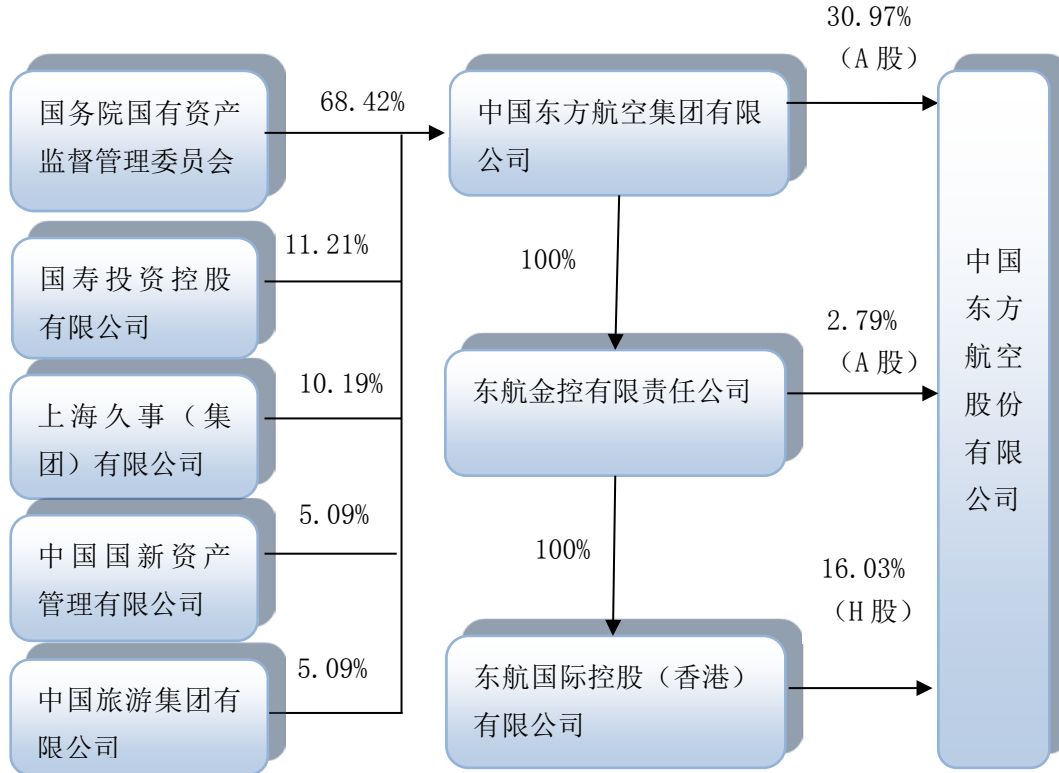 30.97%
（A 股）
国务院国有资产
监督管理委员会
68.42%
中国东方航空集团有限
公司
国寿投资控股
有限公司
11.21%
100%
上海久事（集
团）有限公司
10.19%
东航金控有限责任公司
2.79%
（A 股）
中国
东方
航空
股份
有限
公司
中国国新资产
管理有限公司
5.09%
100%
中国旅游集团有
限公司
5.09%
东航国际控股（香港）
有限公司
16.03%
（H 股）